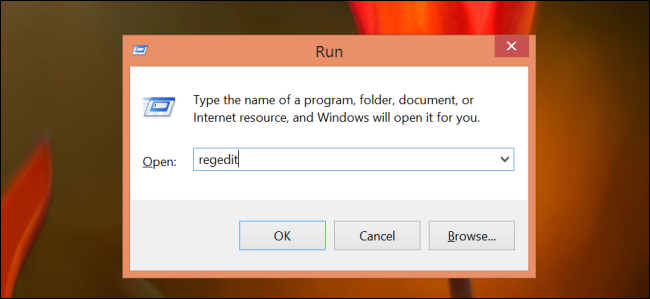 Run
Type the name of a program, folder, document, or
Internet resource, and Windows will open it for you.
Open: regedit
OK Cancel Browse...